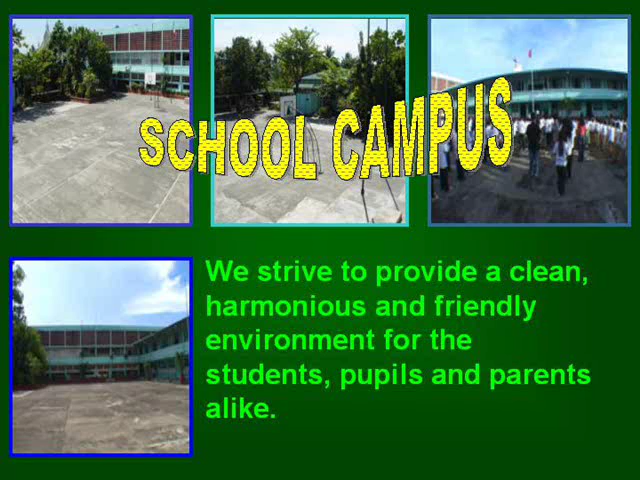 SCHOOL CAMPUS
We strive to provide a clean,
harmonious and friendly
environment for the
students, pupils and parents
alike.